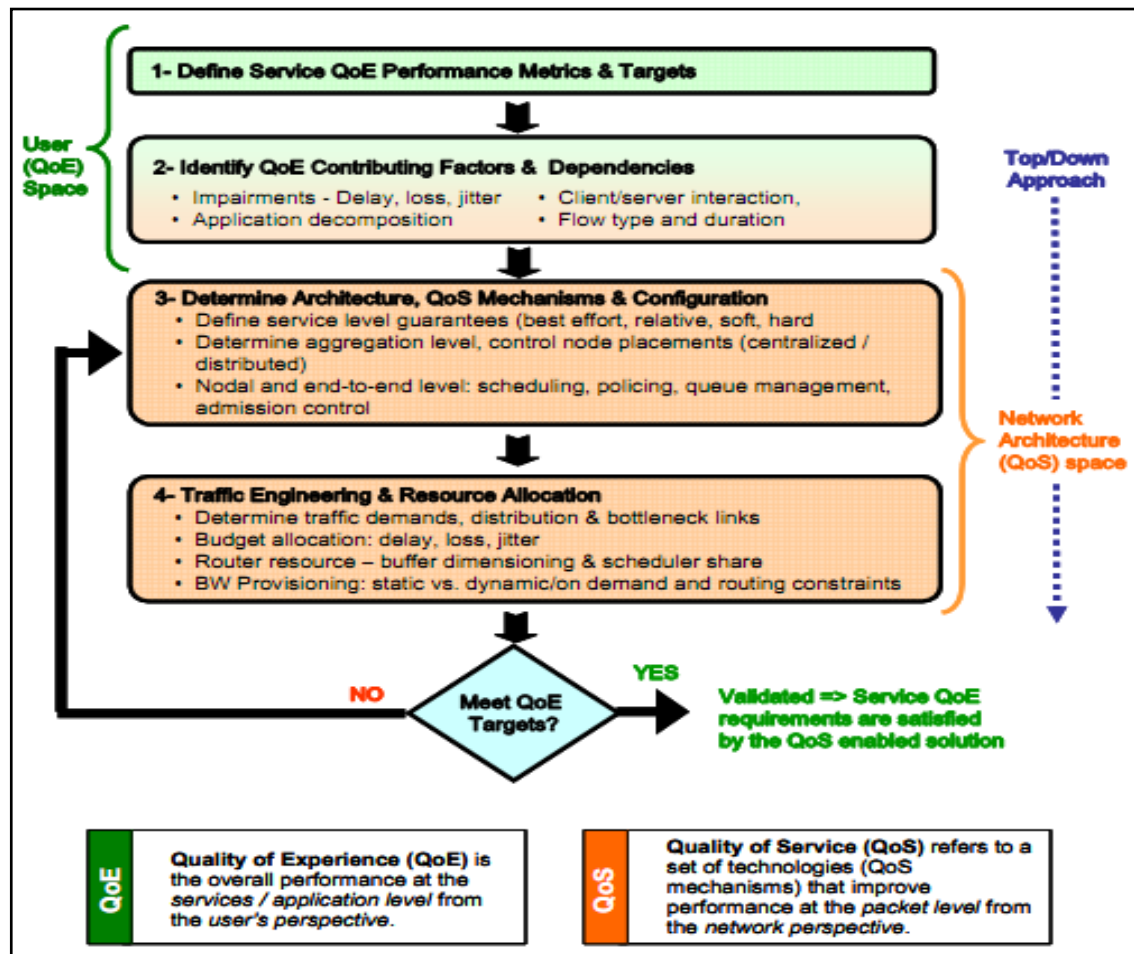 1- Define Service QoE Performance Metrics & Targets
User
(QoE)
Space
2- Identify QoE Contributing Factors & Dependencies
• Impairments - Delay, loss, jitter
• Application decomposition
• Client/server interaction,
• Flow type and duration
Top/Down
Approach
3- Determine Architecture, QoS Mechanisms & Configuration
• Define service level guarantees (best effort, relative, soft, hard
• Determine aggregation level, control node placements (centralized /
distributed)
• Nodal and end-to-end level: scheduling, policing, queue management,
admission control
Network
Architecture
(QoS) space
4- Traffic Engineering & Resource Allocation
• Determine traffic demands, distribution & bottleneck links
• Budget allocation: delay, loss, jitter
• Router resource – buffer dimensioning & scheduler share
• BW Provisioning: static vs. dynamic/on demand and routing constraints
NO
Meet QoE
Targets?
YES
Validated => Service QoE
requirements are satisfied
by the QoS enabled solution
QoE
Quality of Experience (QoE) is
the overall performance at the
services / application level from
the user's perspective.
QoS
Quality of Service (QoS) refers to a
set of technologies (QoS
mechanisms) that improve
performance at the packet level from
the network perspective.